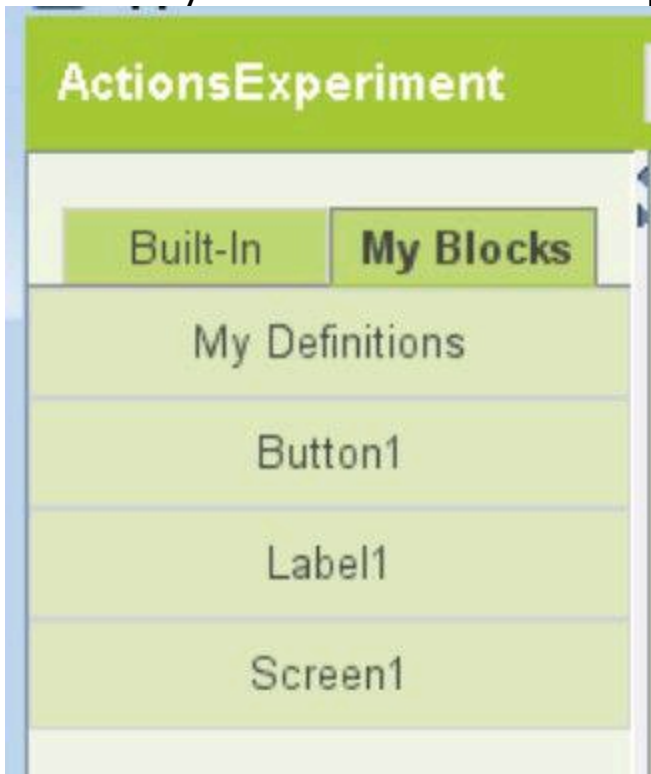 ActionsExperiment
Built-In My Blocks
My Definitions
Button1
Label1
Screen1